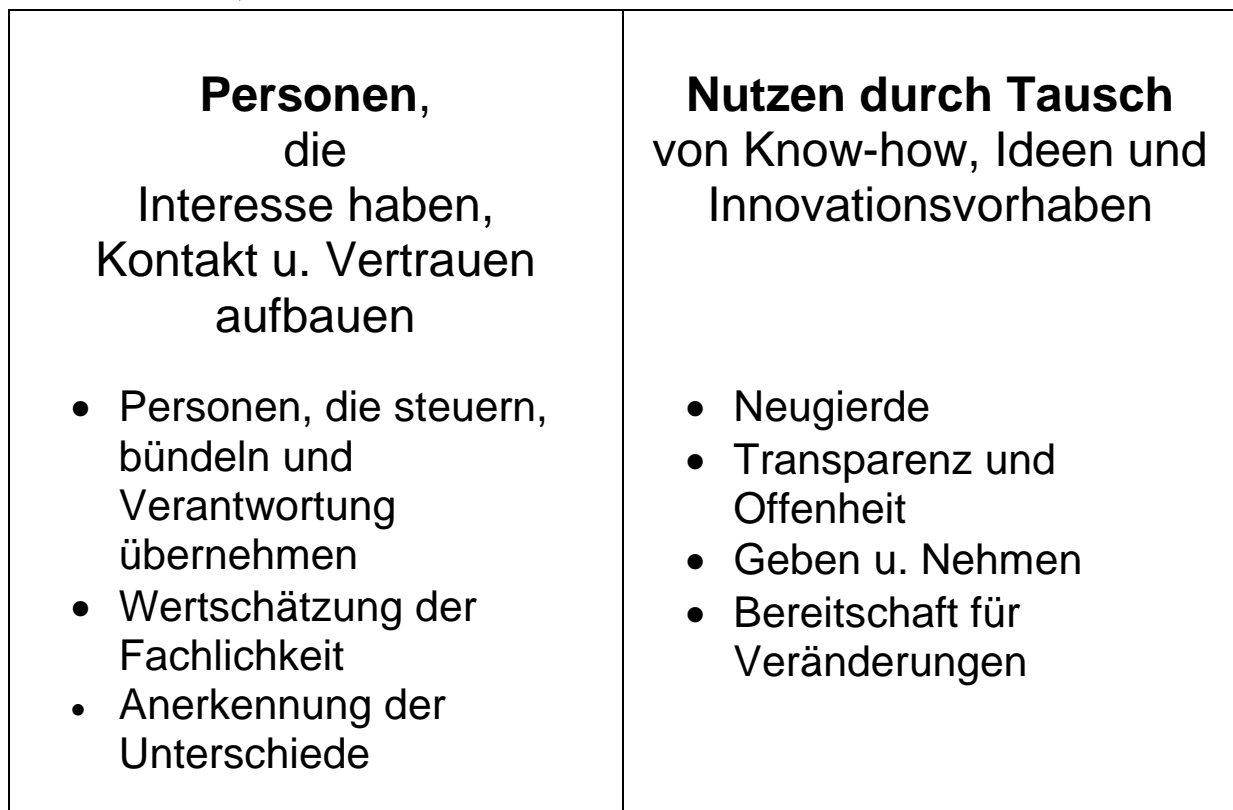 Personen,
die
Interesse haben,
Kontakt u. Vertrauen
aufbauen
• Personen, die steuern,
bündeln und
Verantwortung
übernehmen
• Wertschätzung der
Fachlichkeit
• Anerkennung der
Unterschiede
Nutzen durch Tausch
von Know-how, Ideen und
Innovationsvorhaben
• Neugierde
• Transparenz und
Offenheit
• Geben u. Nehmen
• Bereitschaft für
Veränderungen